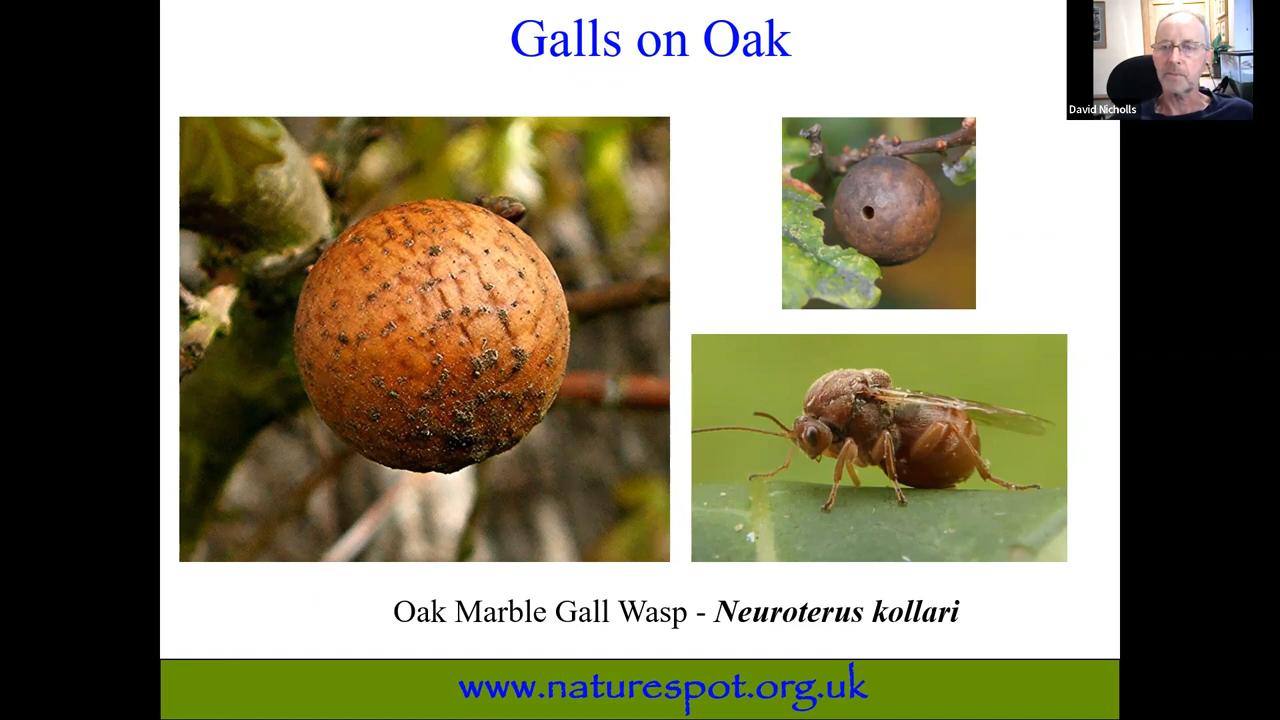 Galls on Oak
David Nicholls
Oak Marble Gall Wasp - Neuroterus kollari
www.naturespot.org.uk